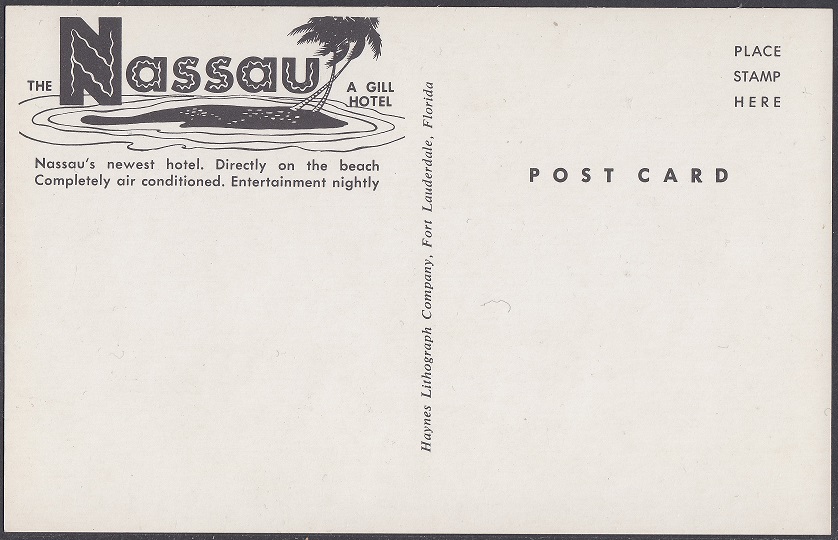 THE Nassau A GILL
HOTEL
Nassau's newest hotel. Directly on the beach
Completely air conditioned. Entertainment nightly
Haynes Lithograph Company, Fort Lauderdale, Florida
PLACE
STAMP
HERE
POST CARD